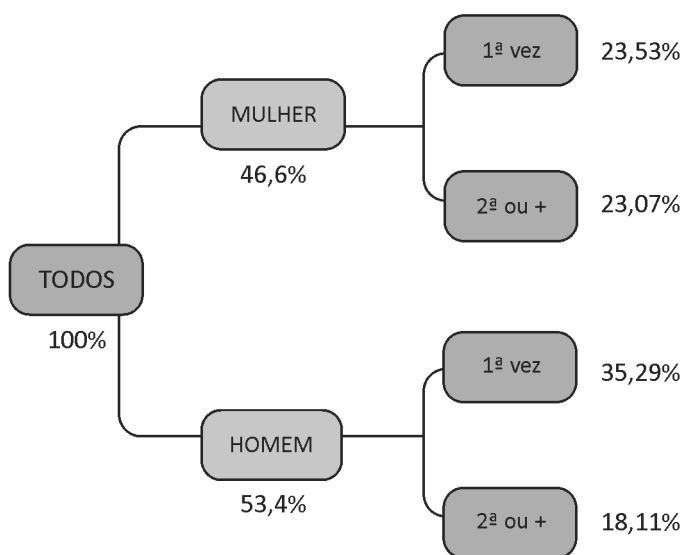 1ª vez 23,53%
MULHER
46,6%
2ª ou + 23,07%
TODOS
100%
1ª vez 35,29%
HOMEM
53,4%
2ª ou + 18,11%